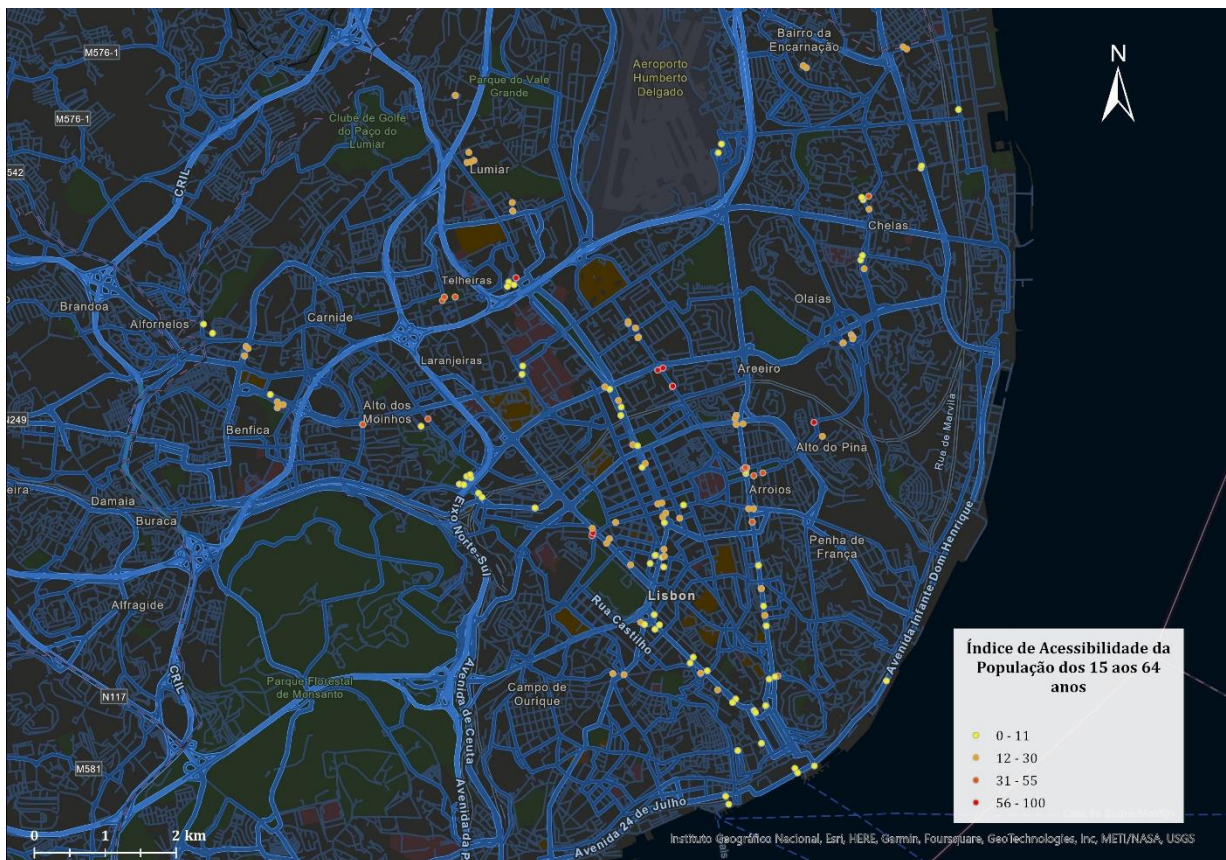 Bairro da
Encarnação
N
M576-1
Aeroporto
Humberto
Delgado
Parque do Vale
Grande
Clube de Golfe
do Paço do
Lumiar
M576-1
542
Lumiar
CRIL
Chelas
Telheiras
Brandoa
Olaias
Alfornelos
Carnide
Laranjeiras
Areeiro
Alto dos
Moinhos
N249
Benfica
Alto do Pina
Rua de Marvila
eira
Damaia
Arroios
Buraca
Eixo Norte-Sul
Penha de
França
Avenida Infante Dom Henrique
Lisbon
Alfragide
Rua Castilho
CRIL
N117
Parque Florestal
de Monsanto
Avenida de Ceuta
Campo de
Ourique
M581
Avenida da P
Avenida 24 de Julho
Índice de Acessibilidade da
População dos 15 aos 64
anos
0 - 11
12 - 30
31 - 55
56 - 100
0 1 2 km
Instituto Geográfico Nacional, Esri, HERE, Garmin, Foursquare, GeoTechnologies, Inc, METI/NASA, USGS